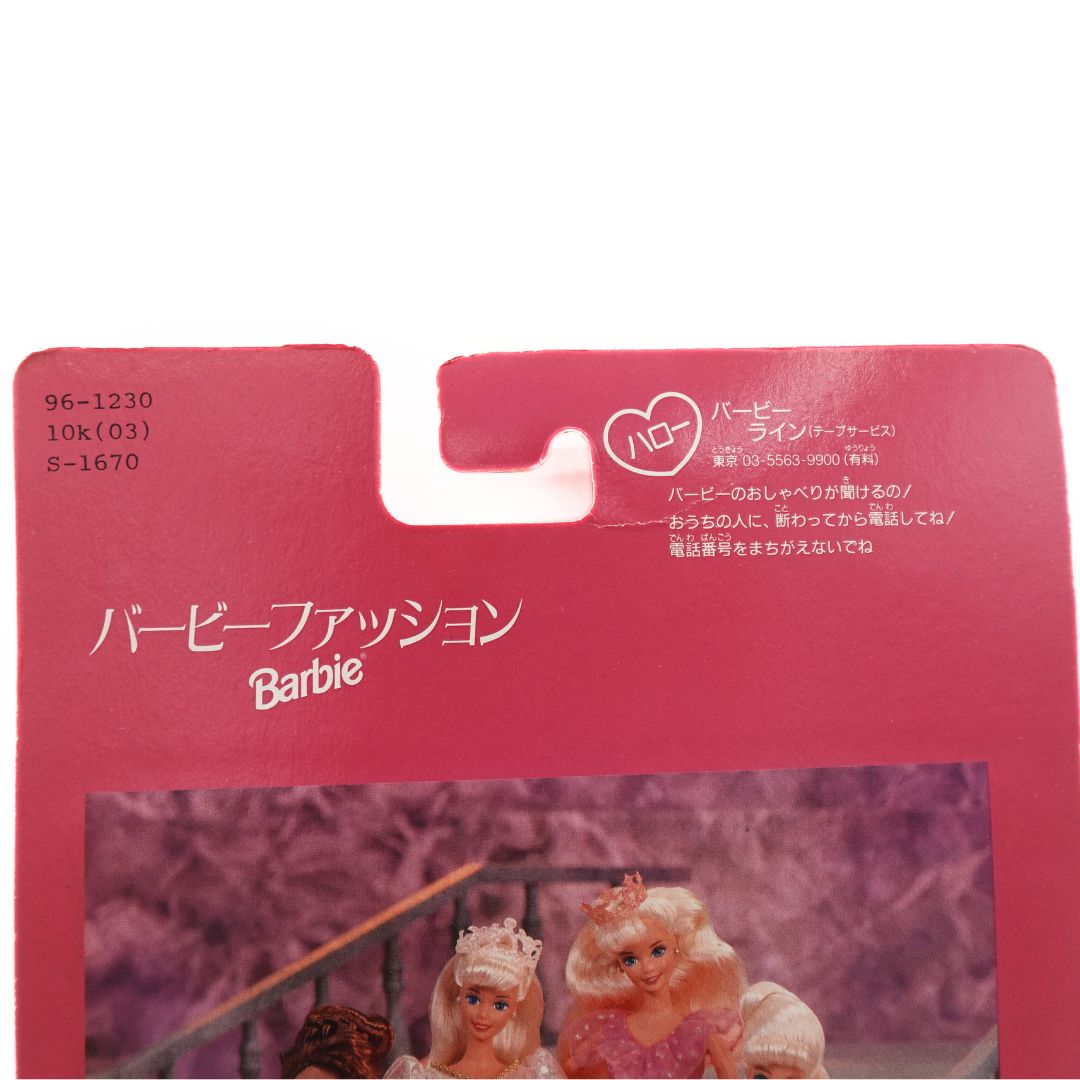 96-1230
10k(03)
S-1670
ハロー
バービー
ライン(テープサービス)
とうきょう ゆうりょう
東京 03-5563-9900(有料)
き
バービーのおしゃべりが聞けるの!
こと でんわ
おうちの人に、断わってから電話してね!
でんわ ばんごう
電話番号をまちがえないでね
バービーファッション
Barbie®